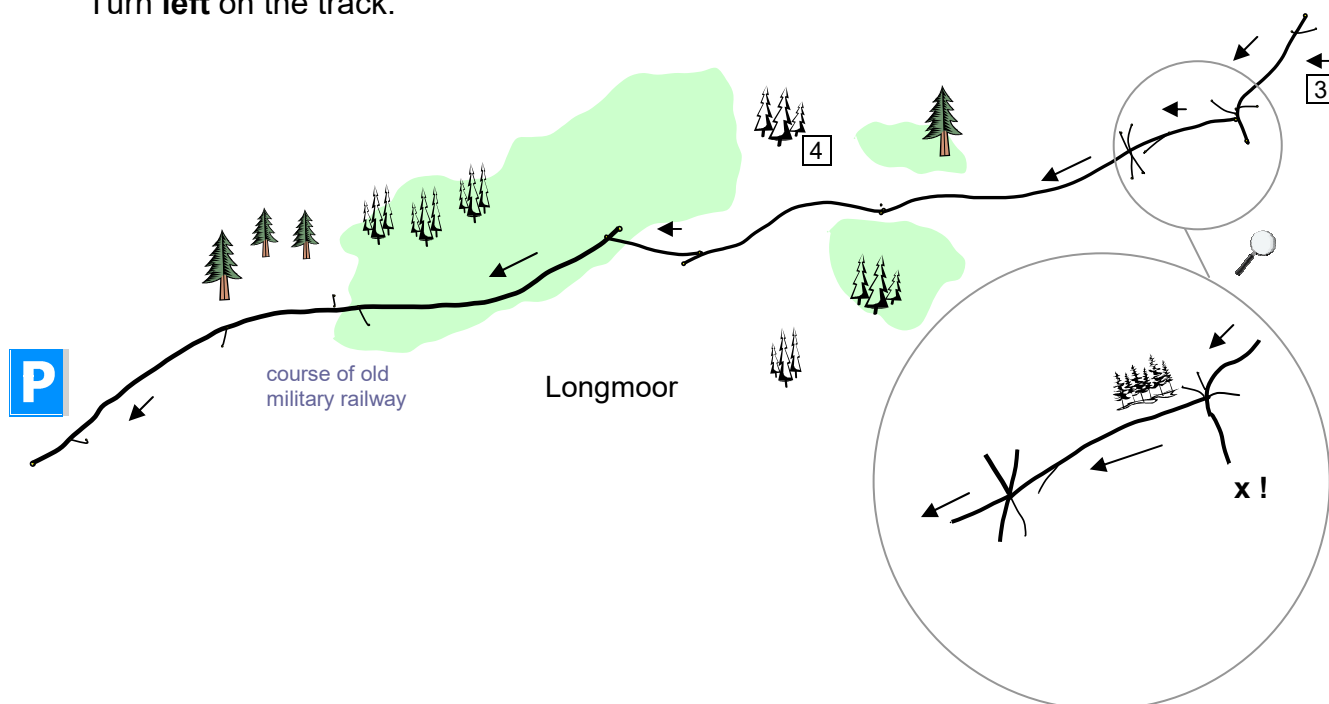 Turn left on the track.
3
4
P
course of old
military railway
Longmoor
x !